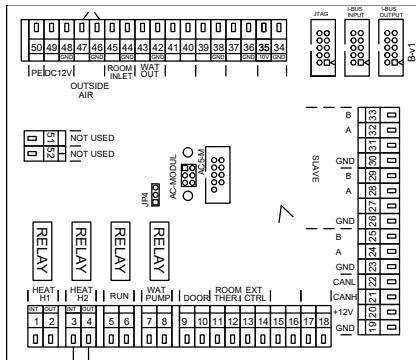 JTAG
I-BUS INPUT
I-BUS OUTPUT
B-v1
50 49 48 47 46 45 44 43 42 41 40 39 38 37 36 35 34
GND GND GND GND GND GND 10V GND
PE DC12V ROOM INLET WAT OUT
OUTSIDE AIR
51 NOT USED
52 NOT USED
AC-MODUL
AC5-M
JP4
SLAVE
B 33
A 32
31
GND 30
B 29
A 28
27
GND 26
B 25
A 24
GND 23
CANL 22
CANH 21
+12V 20
GND 19
RELAY RELAY RELAY RELAY
HEAT H1 HEAT H2 RUN WAT PUMP DOOR ROOM THER. EXT CTRL
INT OUT INT OUT
1 2 3 4 5 6 7 8 9 10 11 12 13 14 15 16 17 18